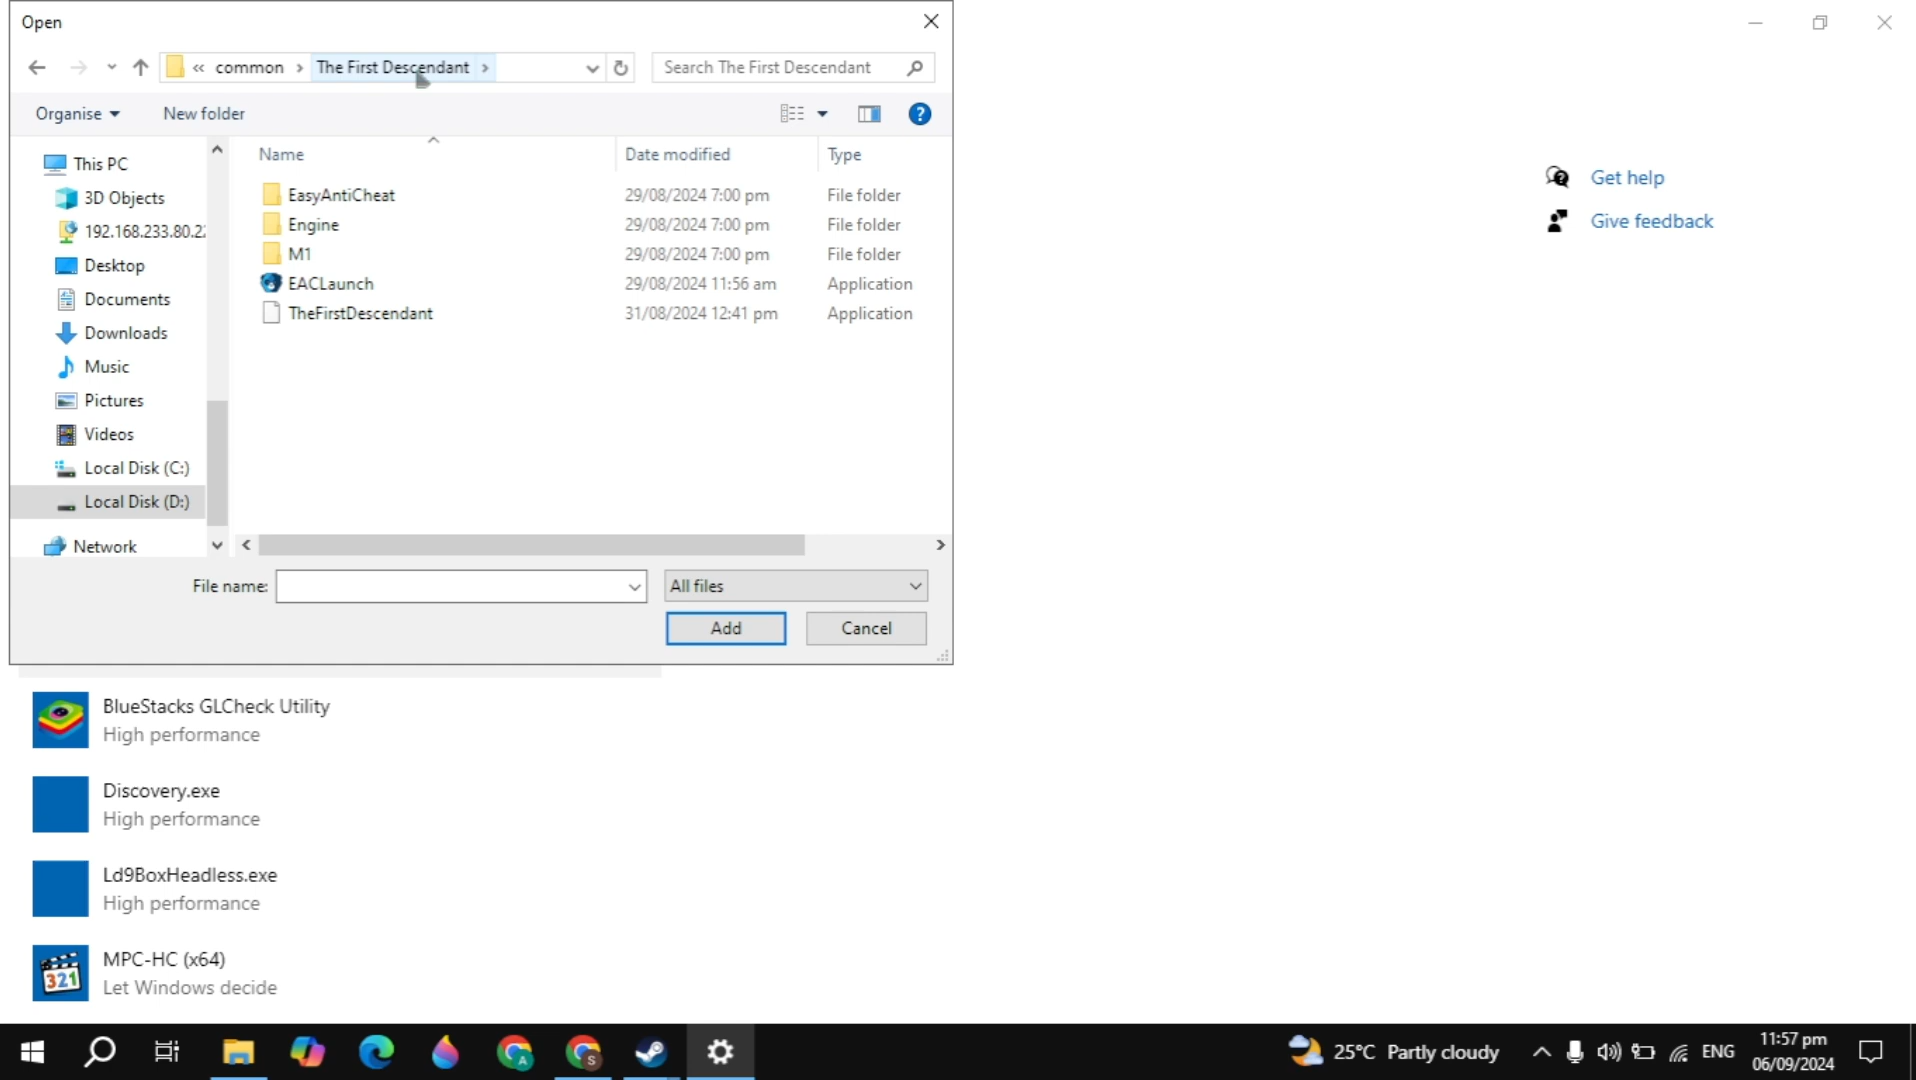 Open
« common › The First Descendant ›
Search The First Descendant
Organise
New folder
?
This PC
3D Objects
192.168.233.80.22
Desktop
Documents
Downloads
Music
Pictures
Videos
Local Disk (C:)
Local Disk (D:)
Network
Name Date modified Type
EasyAntiCheat 29/08/2024 7:00 pm File folder
Engine 29/08/2024 7:00 pm File folder
M1 29/08/2024 7:00 pm File folder
EACLaunch 29/08/2024 11:56 am Application
TheFirstDescendant 31/08/2024 12:41 pm Application
File name:
All files
Add
Cancel
Get help
Give feedback
BlueStacks GLCheck Utility
High performance
Discovery.exe
High performance
Ld9BoxHeadless.exe
High performance
321
MPC-HC (x64)
Let Windows decide
A
S
25°C Partly cloudy
ENG
11:57 pm
06/09/2024